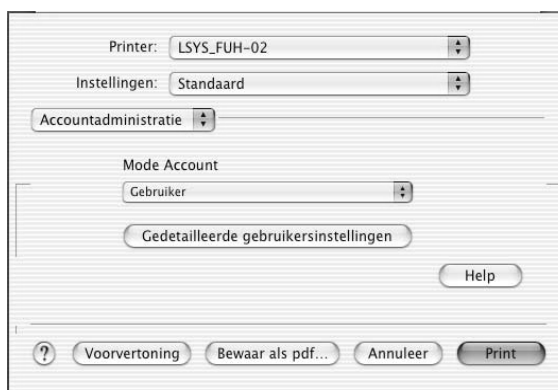 Printer: LSYS_FUH-02
Instellingen: Standaard
Accountadministratie
Mode Account
Gebruiker
Gedetailleerde gebruikersinstellingen
Help
? Voorvertoning Bewaar als pdf... Annuleer Print